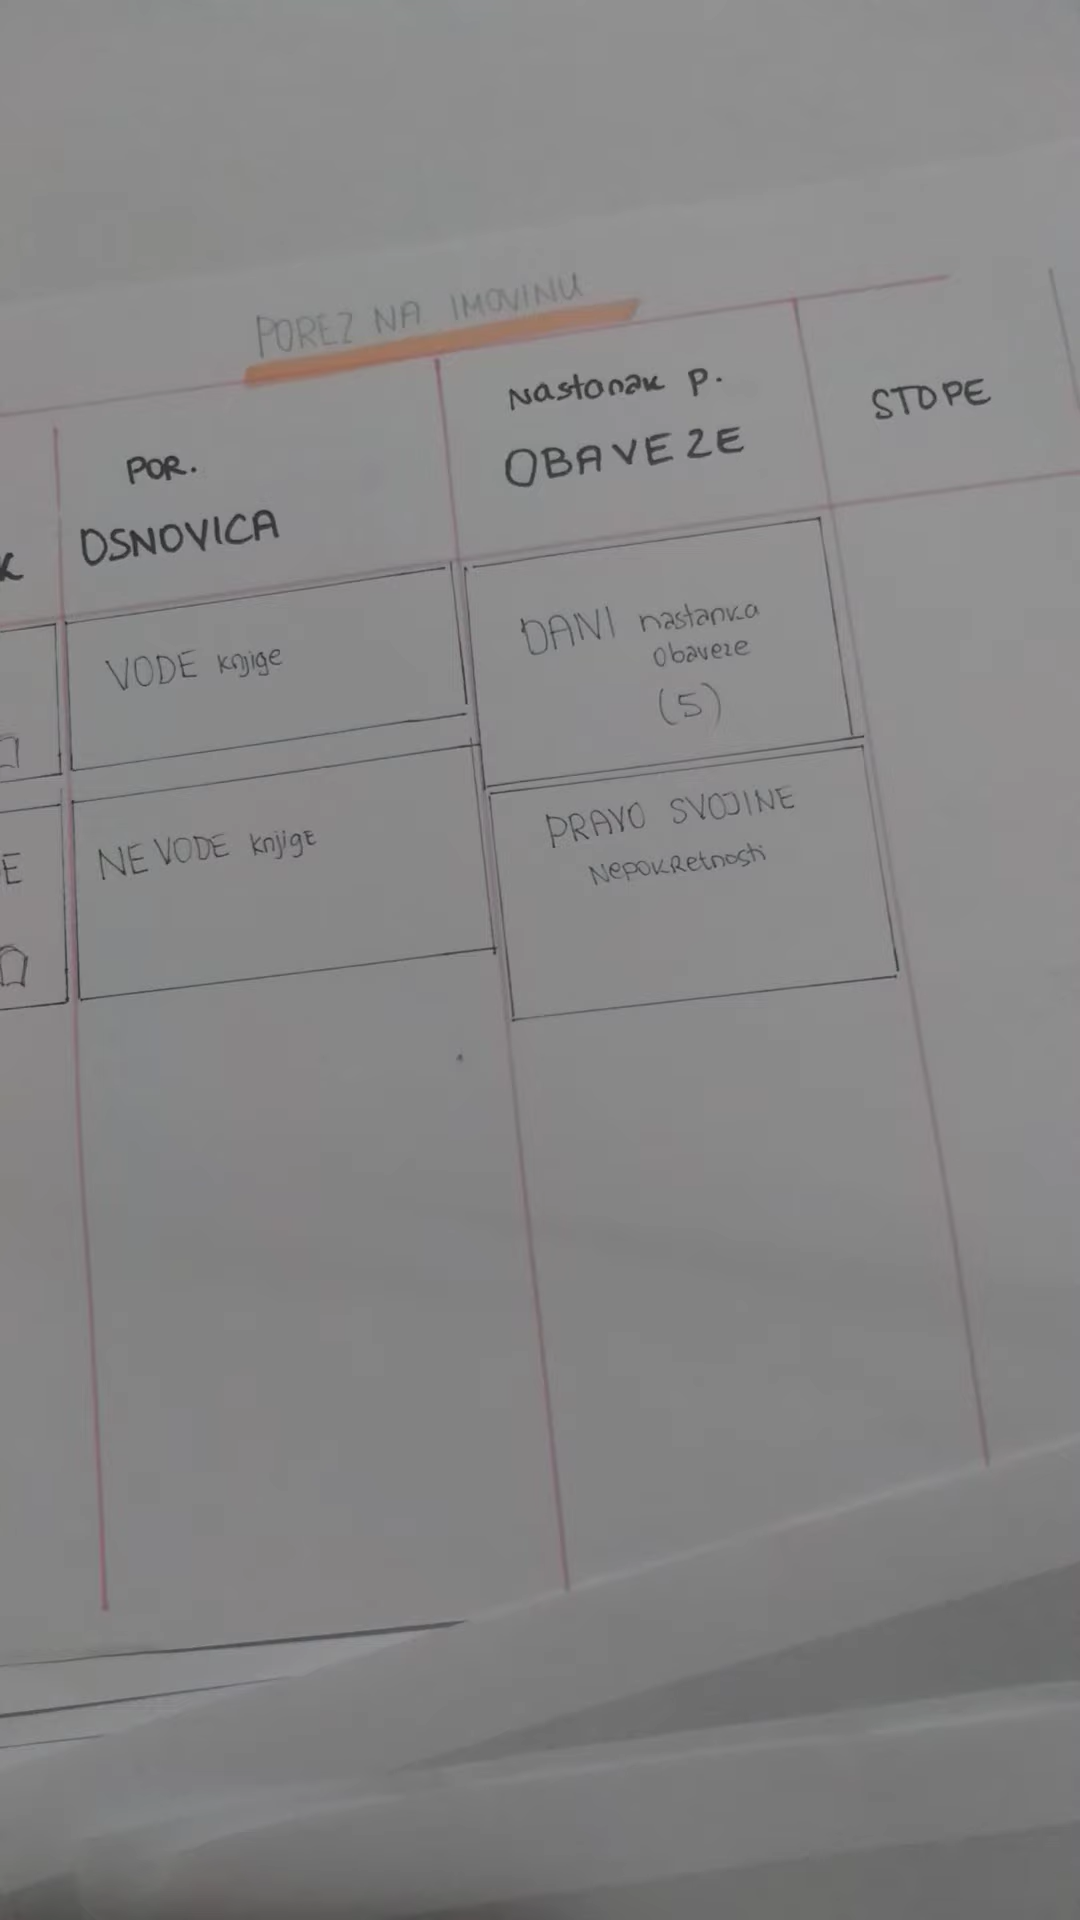 POREZ NA IMOVINU
K
POR.
OSNOVICA
Nastanak P.
OBAVEZE
STOPE
VODE knjige
DANI nastanka
obaveze
(5)
E
NE VODE knjige
PRAVO SVOJINE
Nepokretnosti